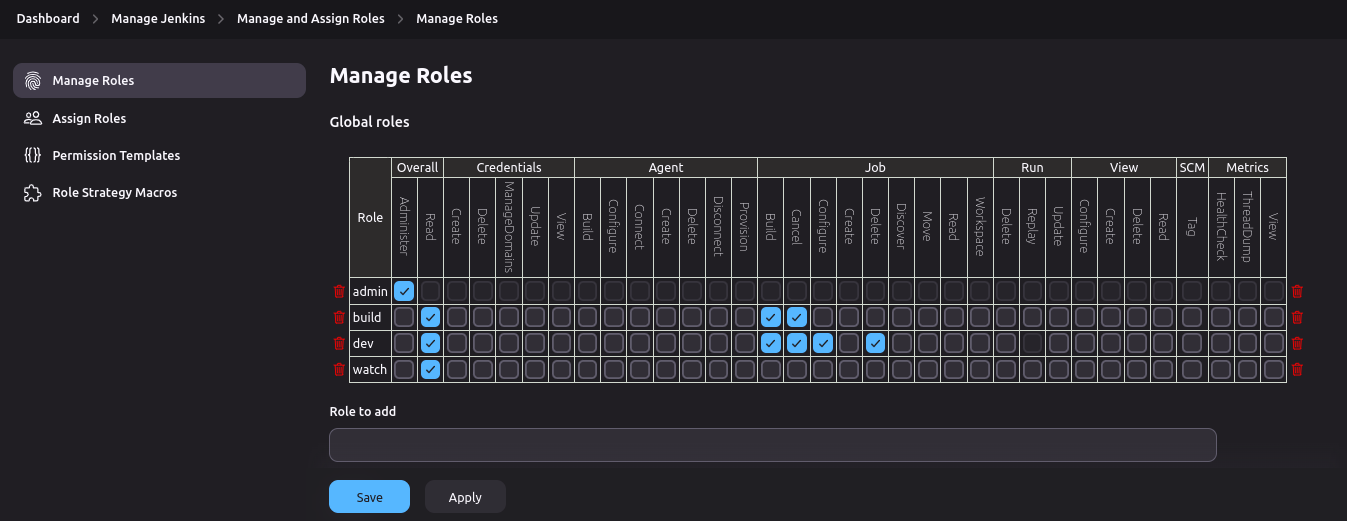 Dashboard > Manage Jenkins > Manage and Assign Roles > Manage Roles
Manage Roles
Assign Roles
Permission Templates
Role Strategy Macros
Manage Roles
Global roles
Role Overall Credentials Agent Job Run View SCM Metrics
Administer Read Create Delete ManageDomains Update View Build Configure Connect Create Delete Disconnect Provision Build Cancel Configure Create Delete Discover Move Read Workspace Delete Replay Update Configure Create Delete Read Tag HealthCheck ThreadDump View
admin
build
dev
watch
Role to add
Save Apply